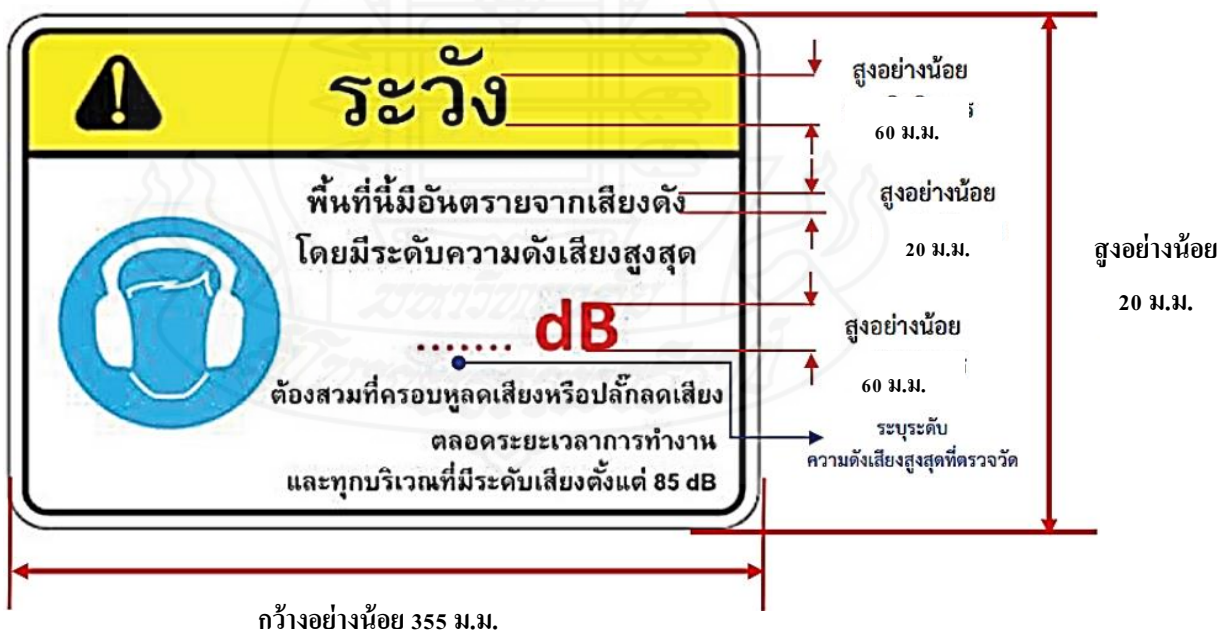 ระวัง
พื้นที่นี้มีอันตรายจากเสียงดัง
โดยมีระดับความดังเสียงสูงสุด
....... dB
ต้องสวมที่ครอบหูลดเสียงหรือปลั๊กลดเสียง
ตลอดระยะเวลาการทำงาน
และทุกบริเวณที่มีระดับเสียงตั้งแต่ 85 dB
สูงอย่างน้อย
60 ม.ม.
สูงอย่างน้อย
20 ม.ม.
สูงอย่างน้อย
60 ม.ม.
ระบุระดับ
ความดังเสียงสูงสุดที่ตรวจวัด
สูงอย่างน้อย
20 ม.ม.
กว้างอย่างน้อย 355 ม.ม.